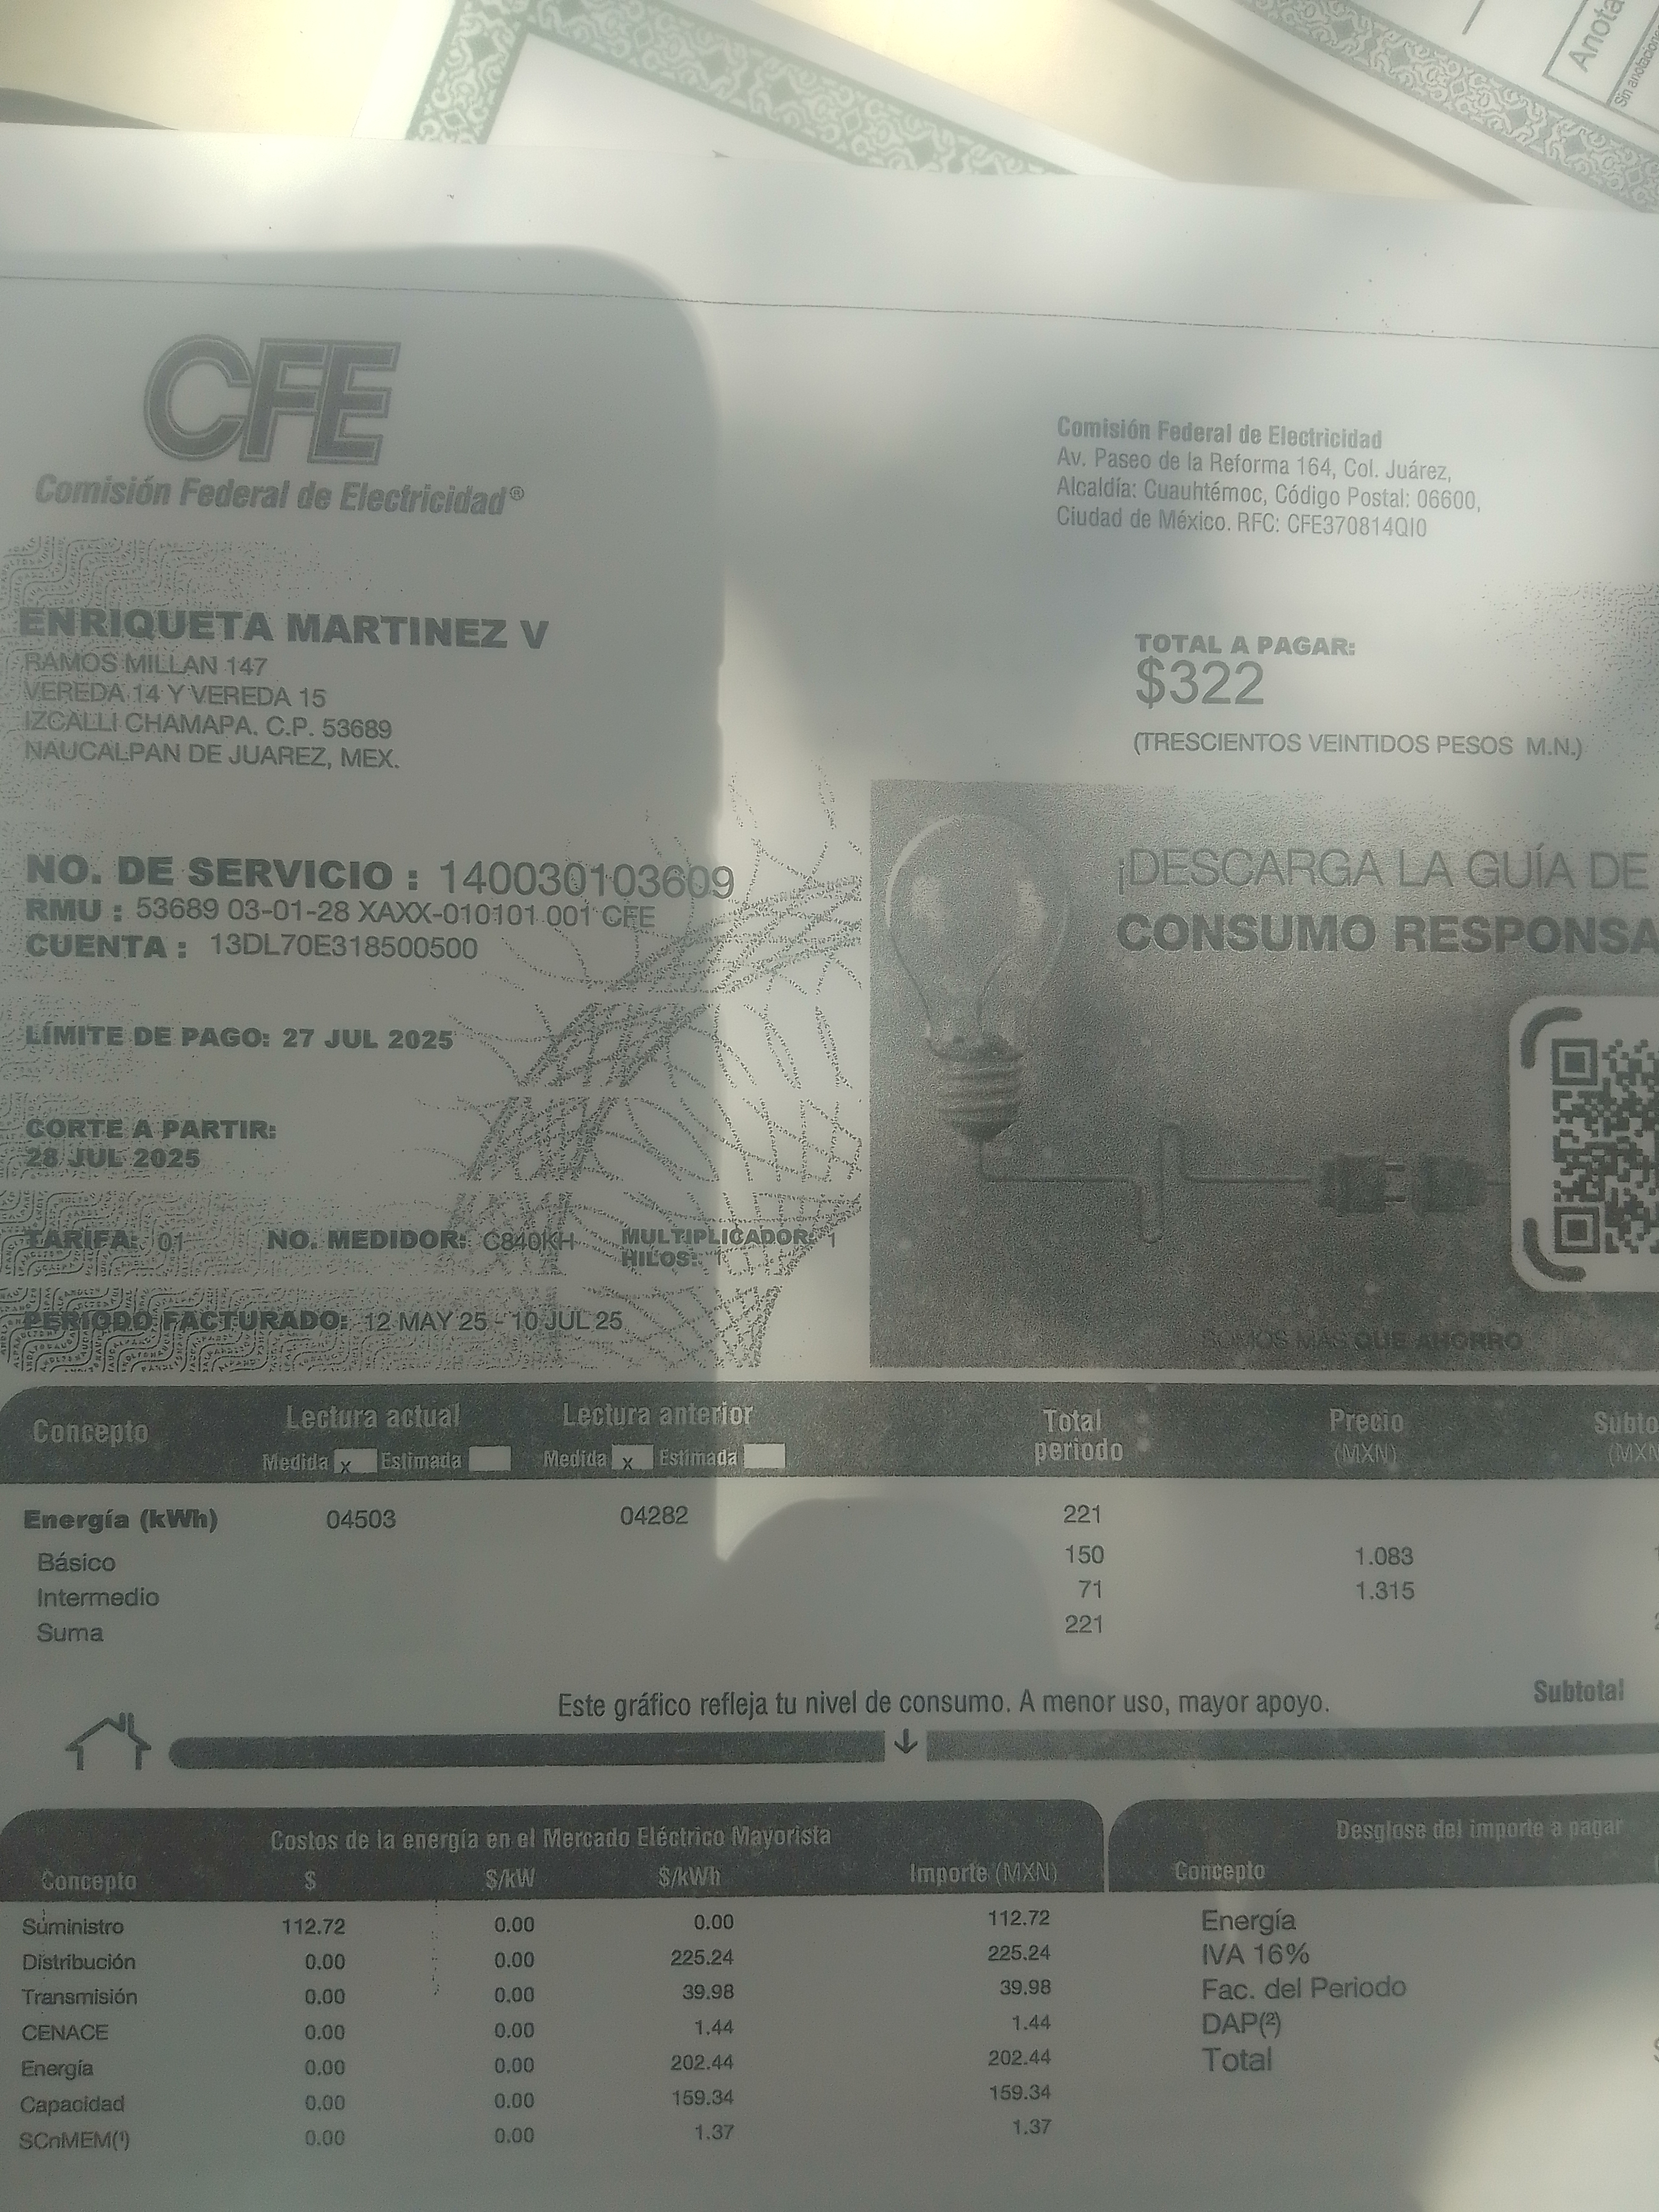 Anota
Sin anotacione
CFE
Comisión Federal de Electricidad®
Comisión Federal de Electricidad
Av. Paseo de la Reforma 164, Col. Juárez,
Alcaldía: Cuauhtémoc, Código Postal: 06600,
Ciudad de México. RFC: CFE370814QI0
ENRIQUETA MARTINEZ V
RAMOS MILLAN 147
VEREDA 14 Y VEREDA 15
IZCALLI CHAMAPA. C.P. 53689
NAUCALPAN DE JUAREZ, MEX.
TOTAL A PAGAR:
$322
(TRESCIENTOS VEINTIDOS PESOS M.N.)
NO. DE SERVICIO : 140030103609
RMU : 53689 03-01-28 XAXX-010101 001 CFE
CUENTA : 13DL70E318500500
LÍMITE DE PAGO: 27 JUL 2025
CORTE A PARTIR:
28 JUL 2025
TARIFA: 01 NO. MEDIDOR: C840KH MULTIPLICADOR: 1
HILOS: 1
PERIODO FACTURADO: 12 MAY 25 - 10 JUL 25
¡DESCARGA LA GUÍA DE
CONSUMO RESPONSA
SOMOS MÁS QUE AHORRO
Concepto Lectura actual Lectura anterior Total periodo Precio (MXN) Subto (MXN
Medida x Estimada Medida x Estimada
Energía (kWh) 04503 04282 221
Básico 150 1.083
Intermedio 71 1.315
Suma 221
Este gráfico refleja tu nivel de consumo. A menor uso, mayor apoyo.
Subtotal
Costos de la energía en el Mercado Eléctrico Mayorista
Concepto $ $/kW $/kWh Importe (MXN)
Suministro 112.72 0.00 0.00 112.72
Distribución 0.00 0.00 225.24 225.24
Transmisión 0.00 0.00 39.98 39.98
CENACE 0.00 0.00 1.44 1.44
Energía 0.00 0.00 202.44 202.44
Capacidad 0.00 0.00 159.34 159.34
SCnMEM(¹) 0.00 0.00 1.37 1.37
Desglose del importe a pagar
Concepto
Energía
IVA 16%
Fac. del Periodo
DAP(²)
Total